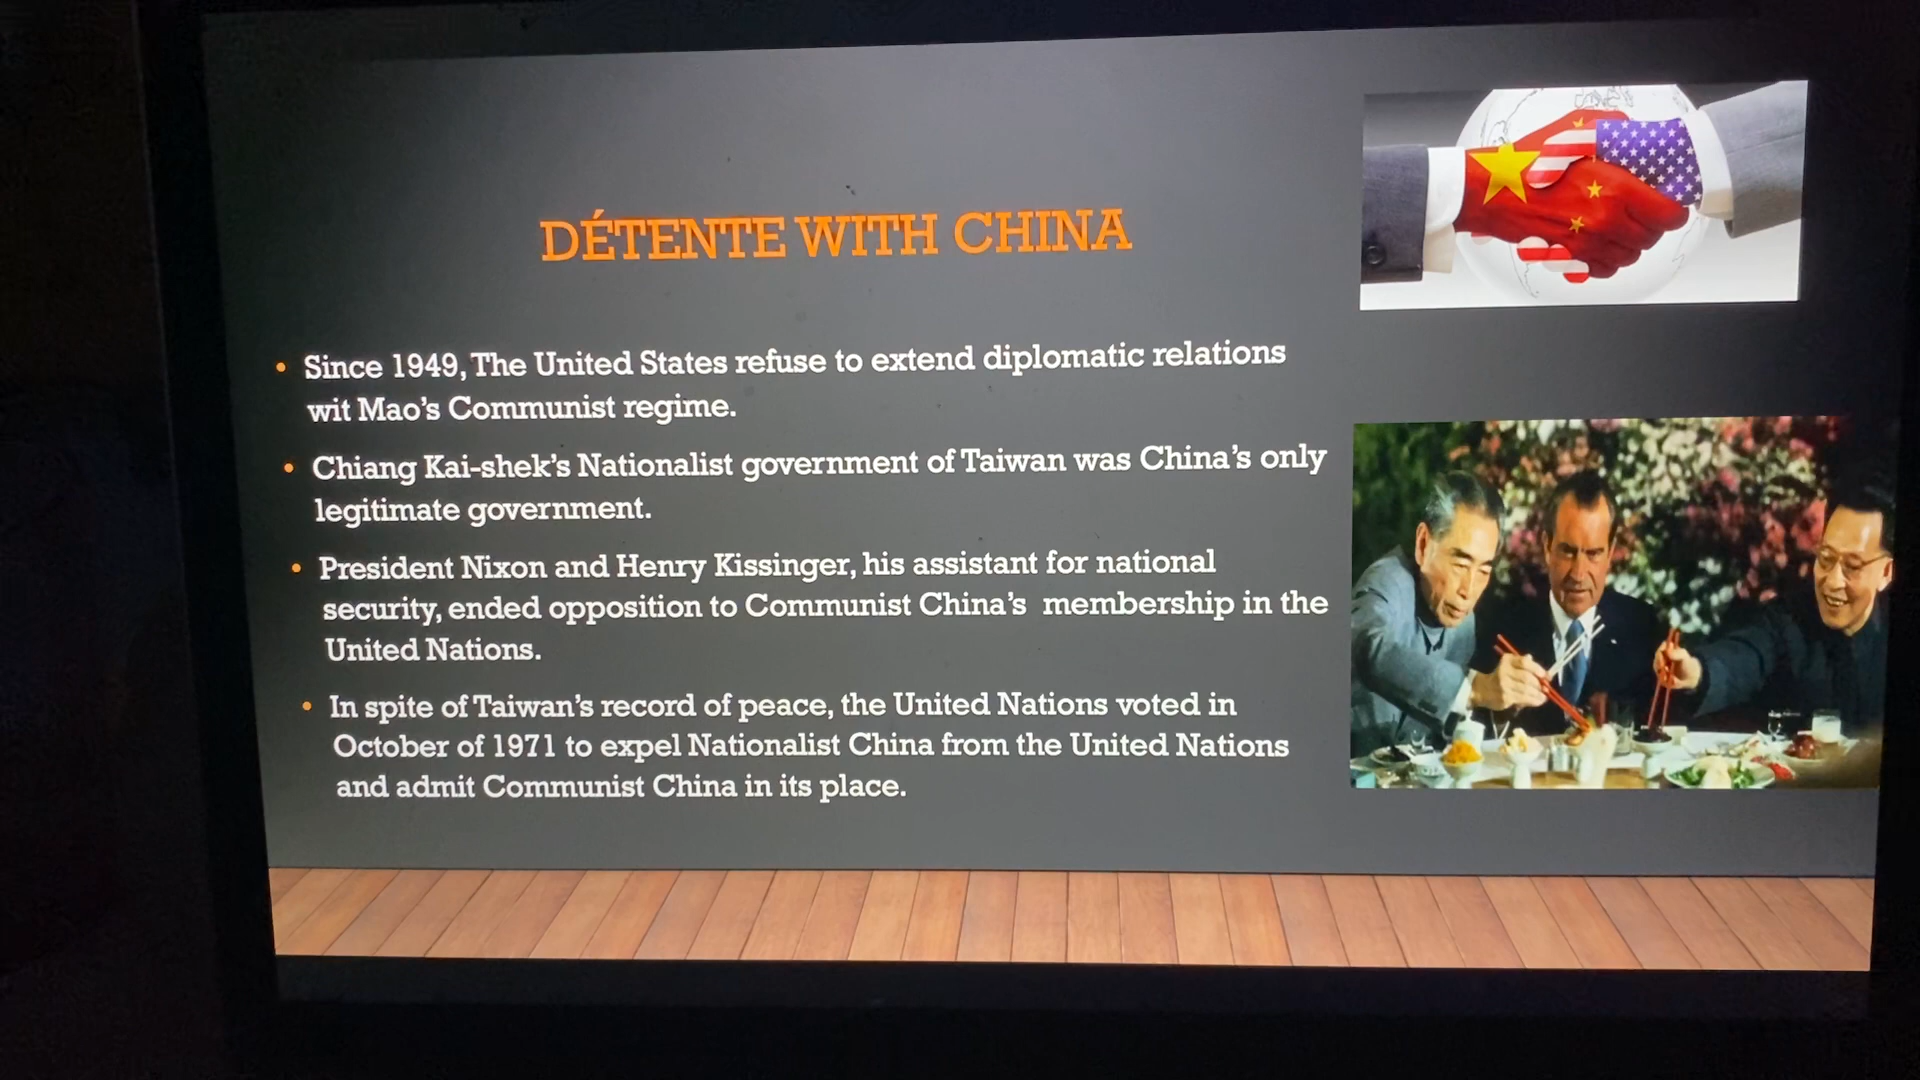 DÉTENTE WITH CHINA
• Since 1949, The United States refuse to extend diplomatic relations
wit Mao's Communist regime.
• Chiang Kai-shek's Nationalist government of Taiwan was China's only
legitimate government.
• President Nixon and Henry Kissinger, his assistant for national
security, ended opposition to Communist China's membership in the
United Nations.
• In spite of Taiwan's record of peace, the United Nations voted in
October of 1971 to expel Nationalist China from the United Nations
and admit Communist China in its place.